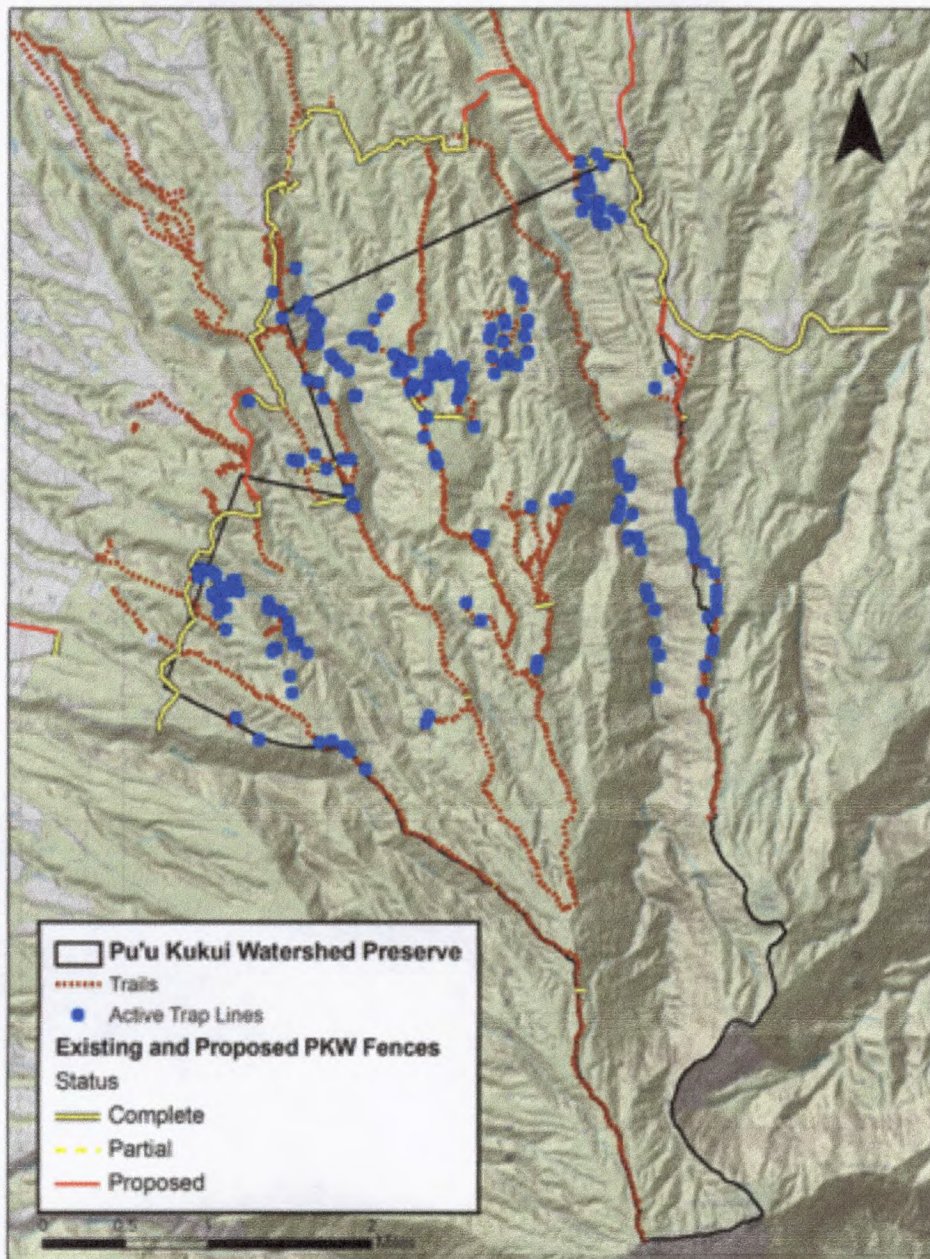 N
Pu'u Kukui Watershed Preserve
Trails
Active Trap Lines
Existing and Proposed PKW Fences
Status
Complete
Partial
Proposed
0 0.5 1 2
Miles